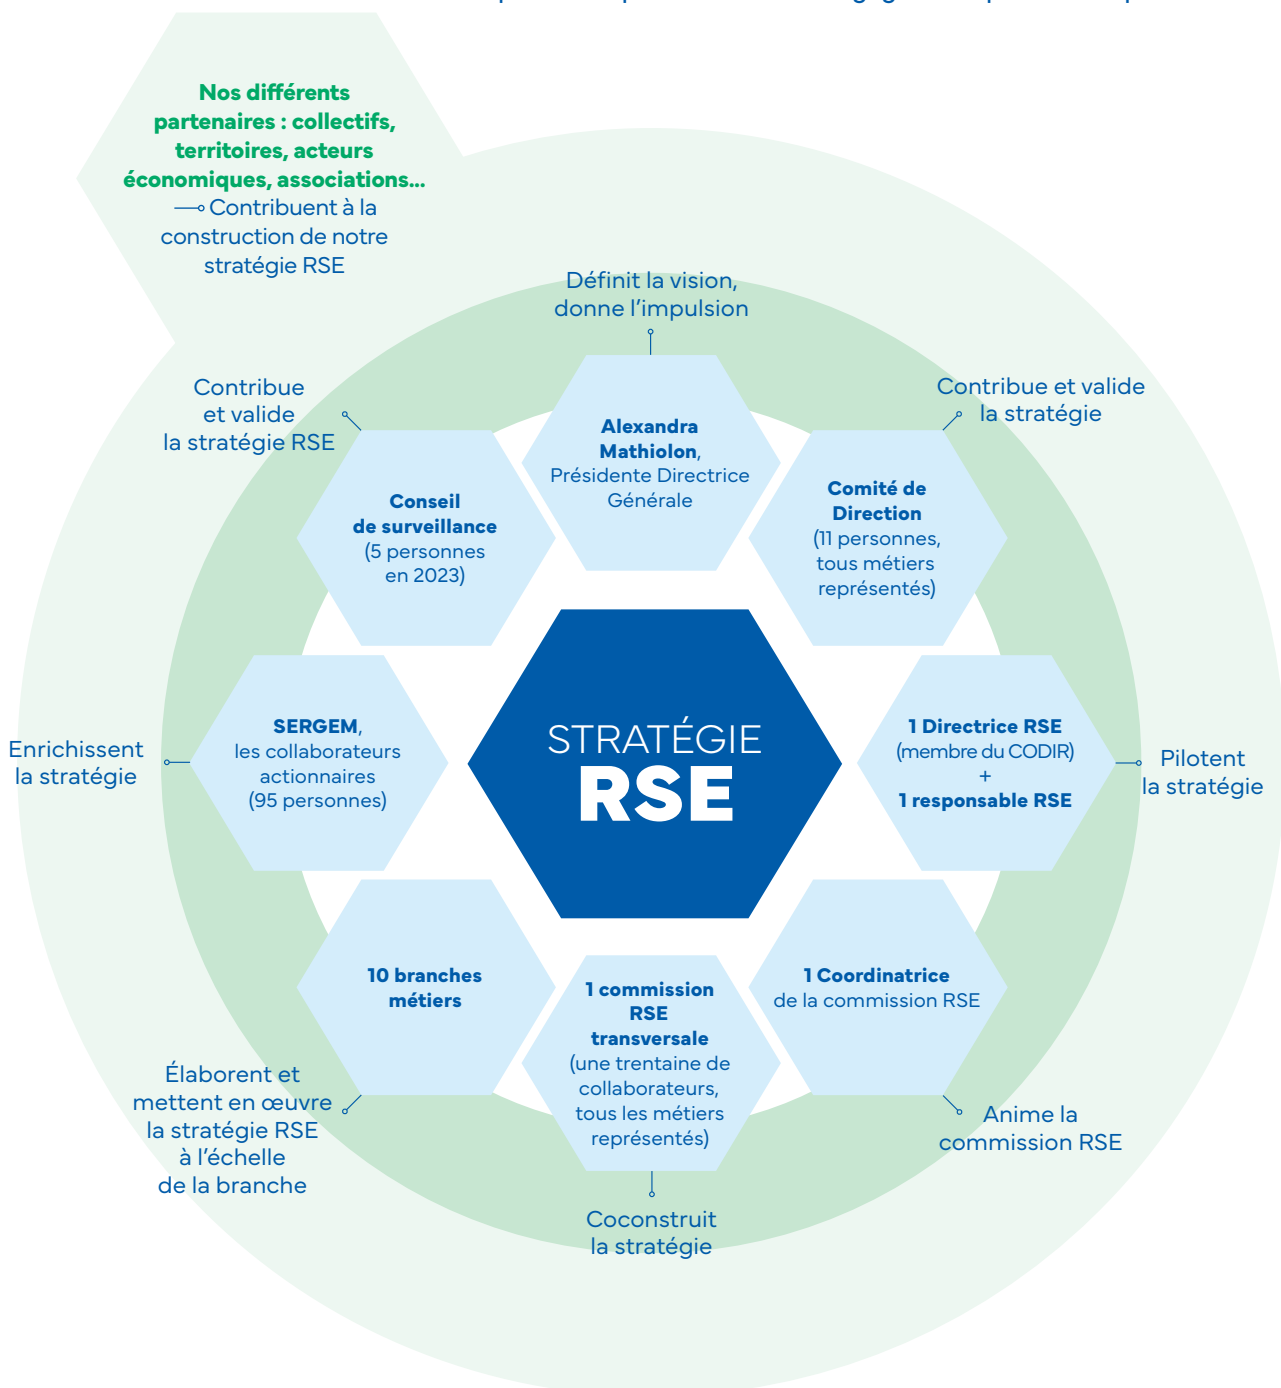 Nos différents
partenaires : collectifs,
territoires, acteurs
économiques, associations...
Contribuent à la
construction de notre
stratégie RSE
Définit la vision,
donne l'impulsion
Alexandra
Mathiolon,
Présidente Directrice
Générale
Contribue et valide
la stratégie
Comité de
Direction
(11 personnes,
tous métiers
représentés)
Contribue
et valide
la stratégie RSE
Conseil
de surveillance
(5 personnes
en 2023)
STRATÉGIE
RSE
1 Directrice RSE
(membre du CODIR)
+
1 responsable RSE
Pilotent
la stratégie
Enrichissent
la stratégie
SERGEM,
les collaborateurs
actionnaires
(95 personnes)
1 Coordinatrice
de la commission RSE
Anime la
commission RSE
1 commission
RSE
transversale
(une trentaine de
collaborateurs,
tous les métiers
représentés)
Coconstruit
la stratégie
10 branches
métiers
Élaborent et
mettent en œuvre
la stratégie RSE
à l'échelle
de la branche